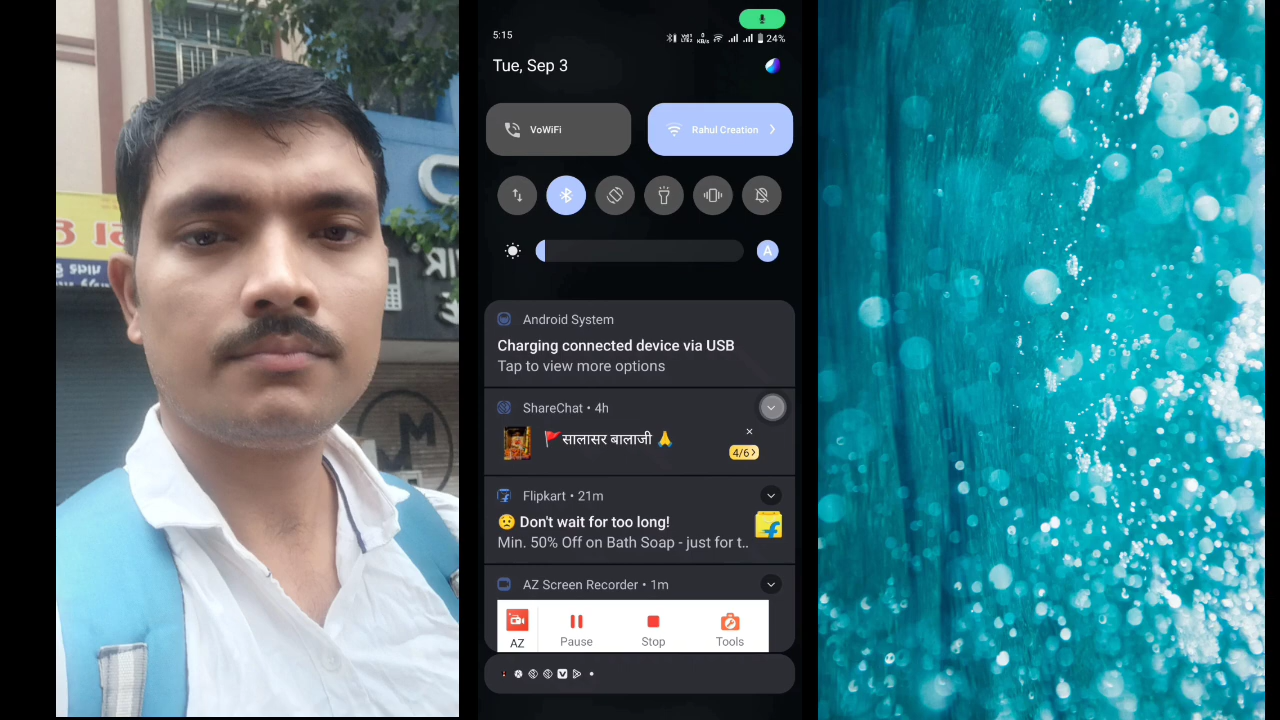 5:15
24%
Tue, Sep 3
VoWiFi
Rahul Creation
A
Android System
Charging connected device via USB
Tap to view more options
ShareChat • 4h
🚩सालासर बालाजी 🙏
4/6
Flipkart • 21m
😟 Don't wait for too long!
Min. 50% Off on Bath Soap - just for t..
AZ Screen Recorder • 1m
AZ
Pause
Stop
Tools
M